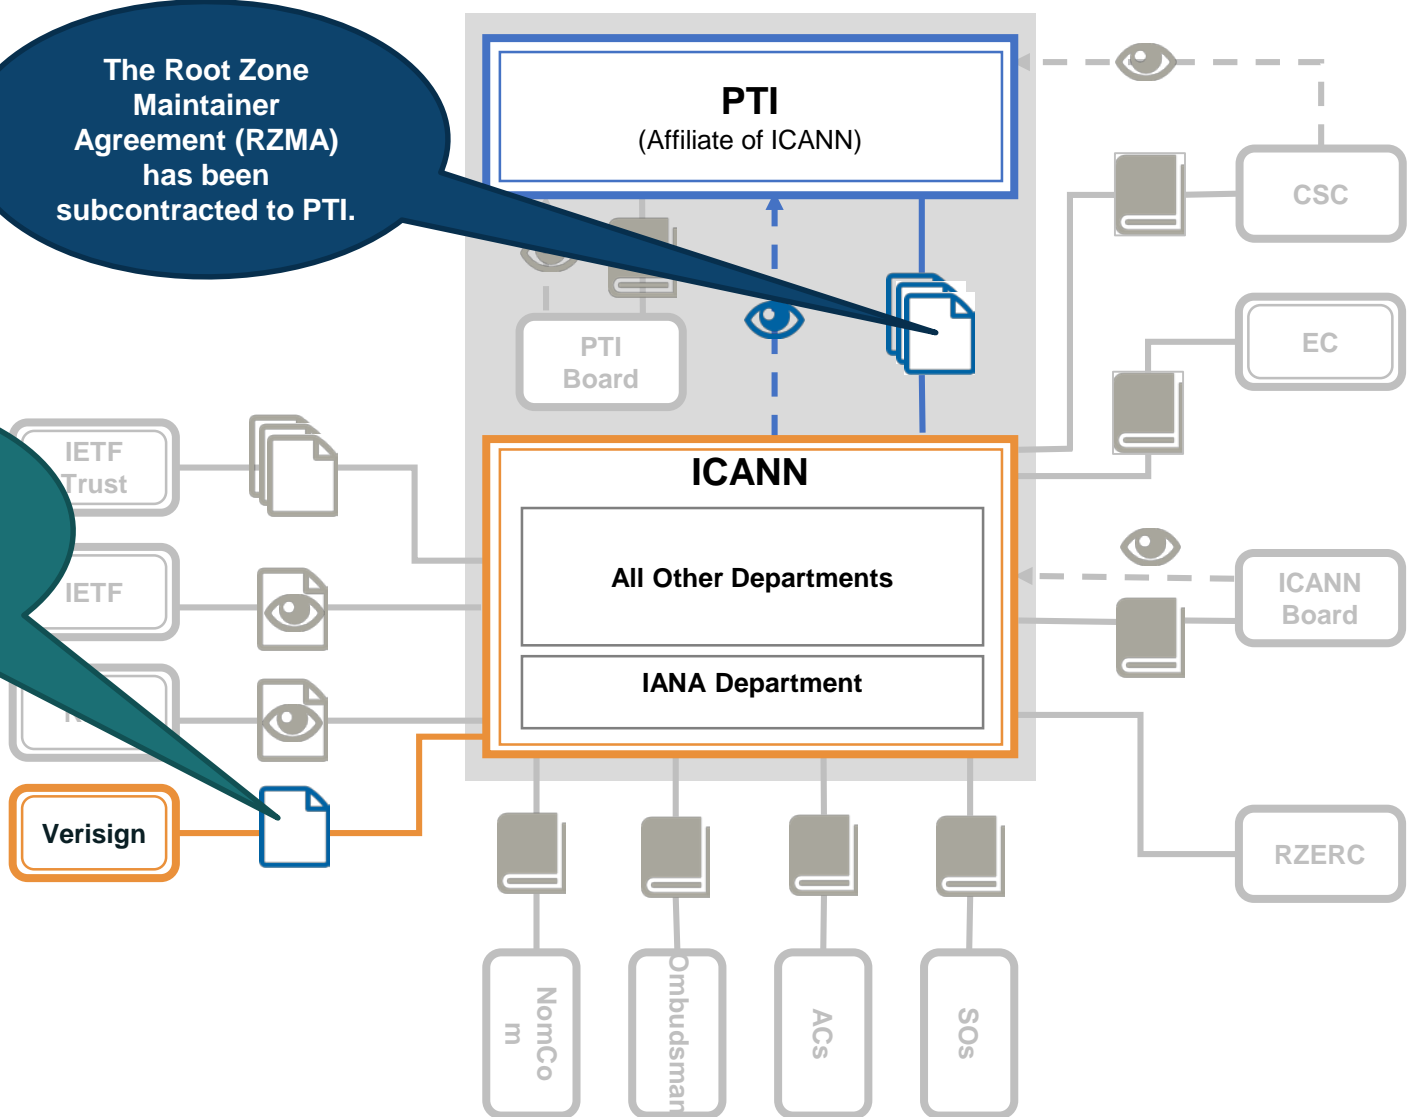 The Root Zone
Maintainer
Agreement (RZMA)
has been
subcontracted to PTI.
PTI
(Affiliate of ICANN)
CSC
EC
PTI
Board
IETF
Trust
ICANN
All Other Departments
IETF
ICANN
Board
IANA Department
Verisign
RZERC
NomCo
m
Ombudsman
ACs
SOs